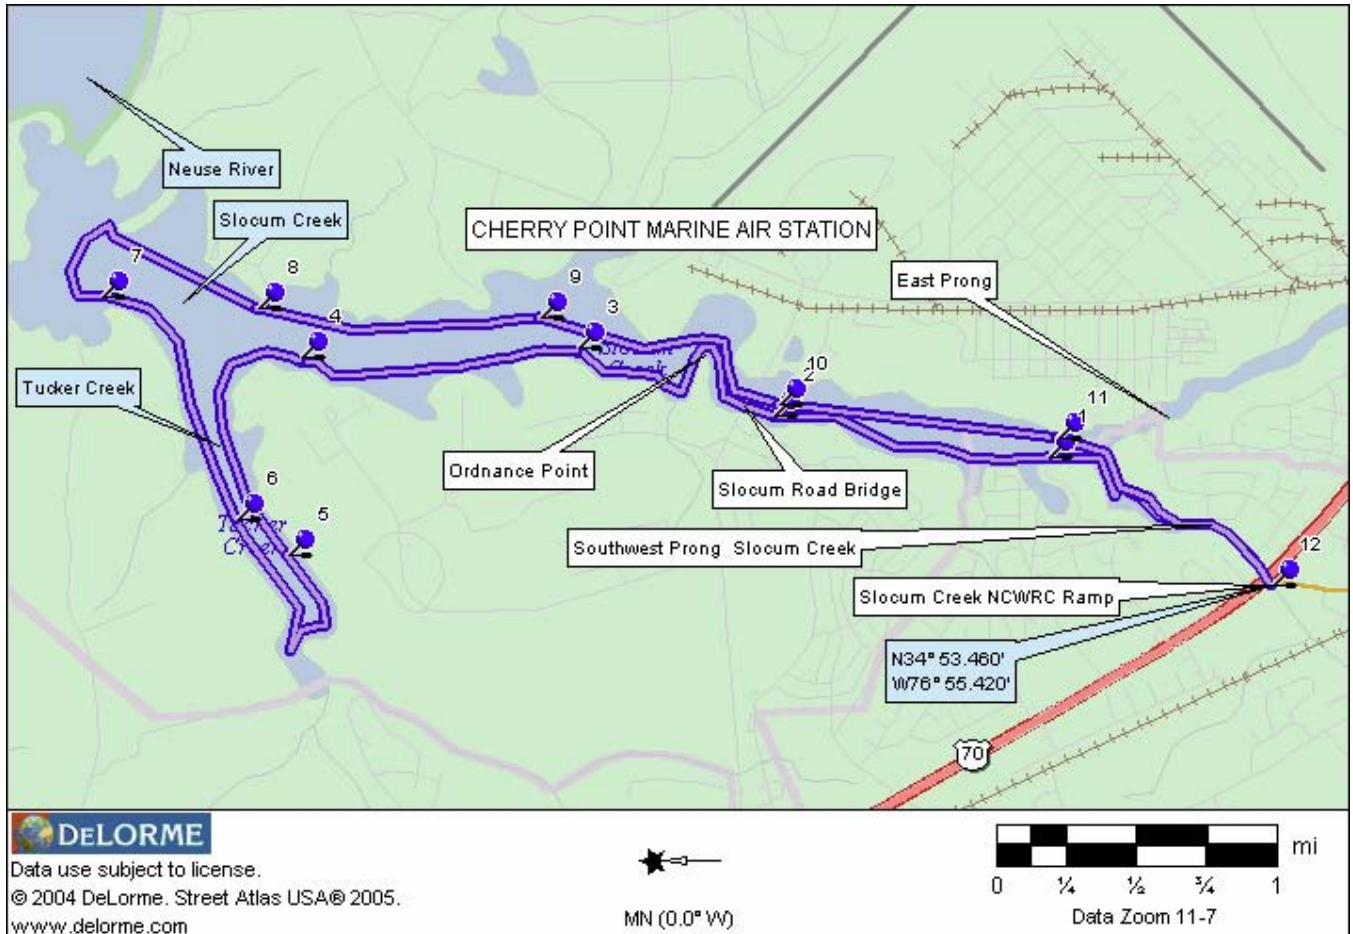 Neuse River
Slocum Creek
CHERRY POINT MARINE AIR STATION
East Prong
7
8
9
4
3
Slocum
Creek
Tucker Creek
10
2
11
1
Ordnance Point
Slocum Road Bridge
6
5
Tucker
Creek
Southwest Prong Slocum Creek
12
Slocum Creek NCWRC Ramp
N34° 53.460'
W76° 55.420'
70
DELORME
Data use subject to license.
© 2004 DeLorme. Street Atlas USA® 2005.
www.delorme.com
MN (0.0° W)
mi
0 ¼ ½ ¾ 1
Data Zoom 11-7